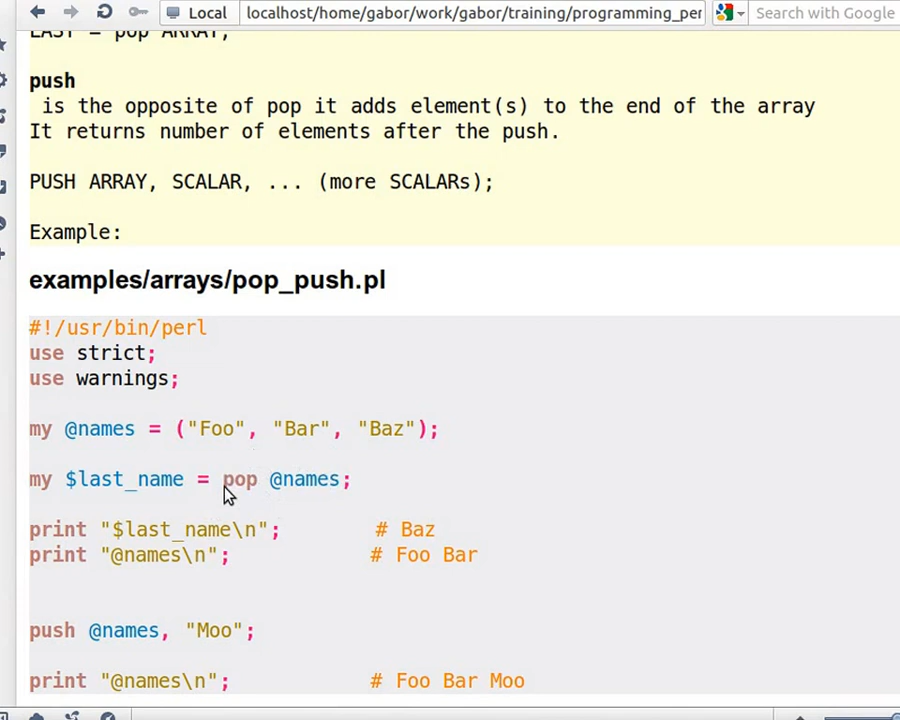 Local localhost/home/gabor/work/gabor/training/programming_per Search with Google
LAST = pop ARRAY;
push
is the opposite of pop it adds element(s) to the end of the array
It returns number of elements after the push.
PUSH ARRAY, SCALAR, ... (more SCALARs);
Example:
examples/arrays/pop_push.pl
#!/usr/bin/perl
use strict;
use warnings;
my @names = ("Foo", "Bar", "Baz");
my $last_name = pop @names;
print "$last_name\n"; # Baz
print "@names\n"; # Foo Bar
push @names, "Moo";
print "@names\n"; # Foo Bar Moo